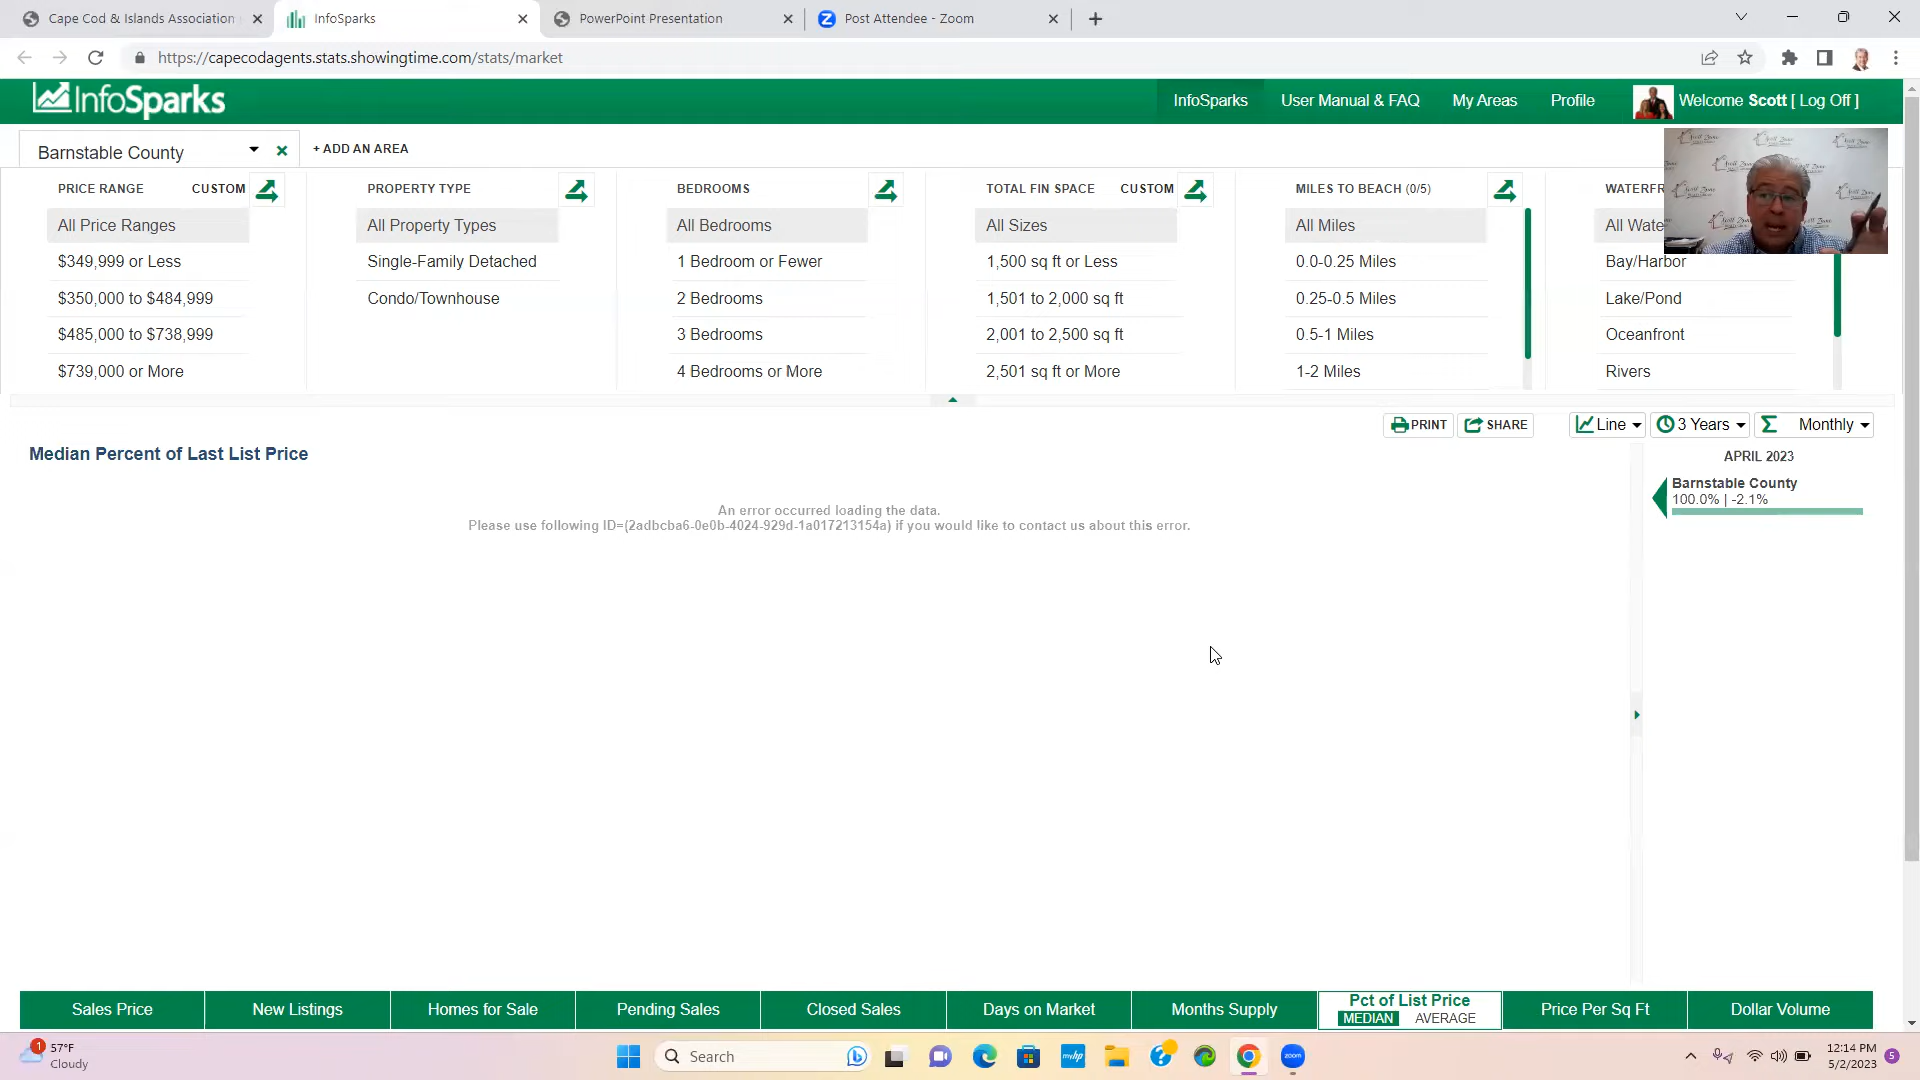 Cape Cod & Islands Association
InfoSparks
PowerPoint Presentation
Post Attendee - Zoom
https://capecodagents.stats.showingtime.com/stats/market
InfoSparks
InfoSparks
User Manual & FAQ
My Areas
Profile
Welcome Scott [ Log Off ]
Barnstable County
+ ADD AN AREA
PRICE RANGE CUSTOM
All Price Ranges
$349,999 or Less
$350,000 to $484,999
$485,000 to $738,999
$739,000 or More
PROPERTY TYPE
All Property Types
Single-Family Detached
Condo/Townhouse
BEDROOMS
All Bedrooms
1 Bedroom or Fewer
2 Bedrooms
3 Bedrooms
4 Bedrooms or More
TOTAL FIN SPACE CUSTOM
All Sizes
1,500 sq ft or Less
1,501 to 2,000 sq ft
2,001 to 2,500 sq ft
2,501 sq ft or More
MILES TO BEACH (0/5)
All Miles
0.0-0.25 Miles
0.25-0.5 Miles
0.5-1 Miles
1-2 Miles
WATERF
All Wate
Bay/Harbor
Lake/Pond
Oceanfront
Rivers
PRINT
SHARE
Line
3 Years
Monthly
Median Percent of Last List Price
An error occurred loading the data.
Please use following ID=(2adbcba6-0e0b-4024-929d-1a017213154a) if you would like to contact us about this error.
APRIL 2023
Barnstable County
100.0% | -2.1%
Sales Price
New Listings
Homes for Sale
Pending Sales
Closed Sales
Days on Market
Months Supply
Pct of List Price
MEDIAN AVERAGE
Price Per Sq Ft
Dollar Volume
1
57°F
Cloudy
Search
myhp
zoom
12:14 PM
5/2/2023
5